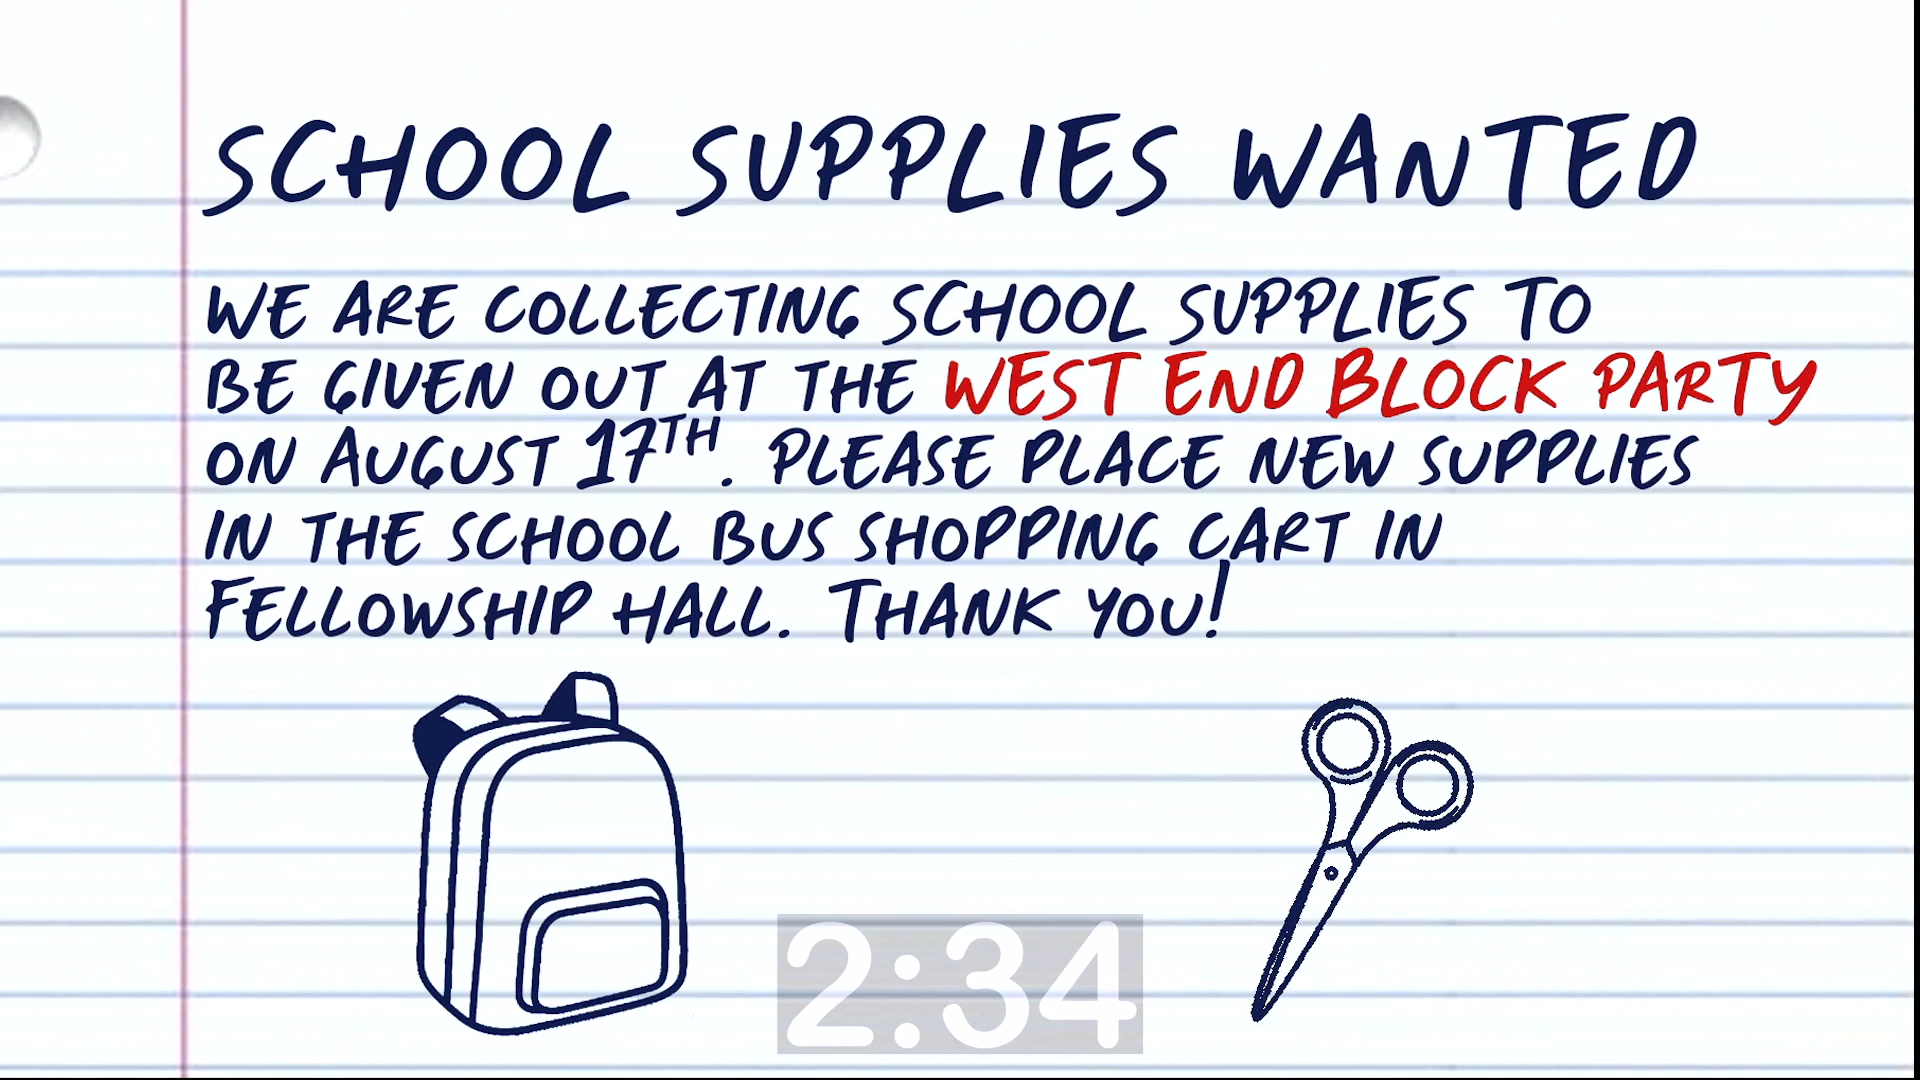 SCHOOL SUPPLIES WANTED
WE ARE COLLECTING SCHOOL SUPPLIES TO
BE GIVEN OUT AT THE WEST END BLOCK PARTY
ON AUGUST 17TH. PLEASE PLACE NEW SUPPLIES
IN THE SCHOOL BUS SHOPPING CART IN
FELLOWSHIP HALL. THANK YOU!
2:34